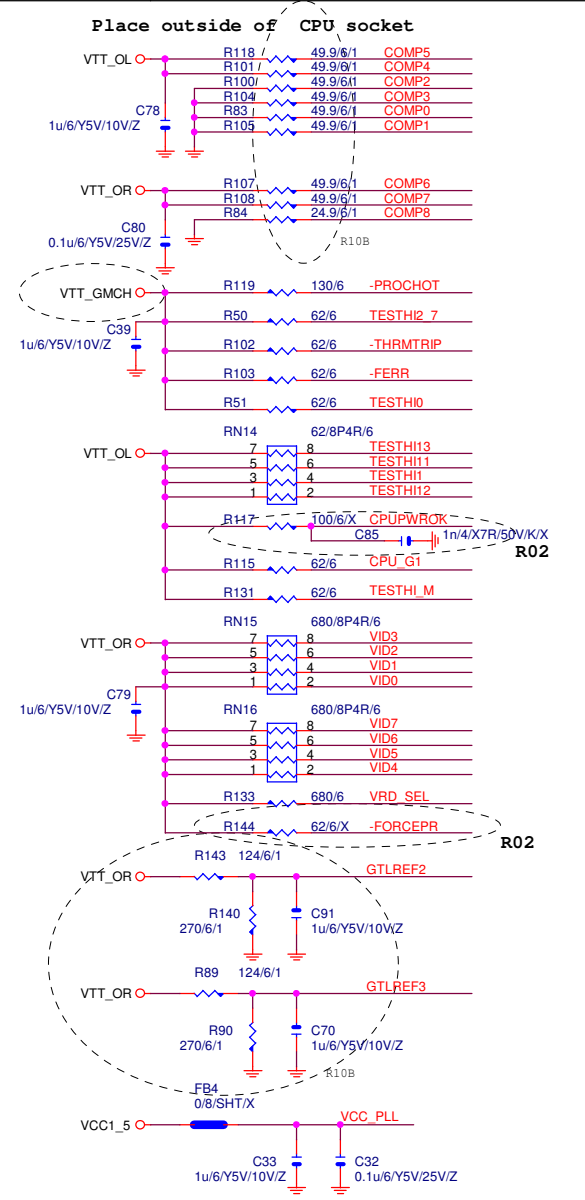 Place outside of CPU socket
VTT_OL R118 49.9/6/1 COMP5
R101 49.9/6/1 COMP4
R100 49.9/6/1 COMP2
R104 49.9/6/1 COMP3
C78 R83 49.9/6/1 COMP0
1u/6/Y5V/10V/Z R105 49.9/6/1 COMP1
VTT_OR R107 49.9/6/1 COMP6
R108 49.9/6/1 COMP7
R84 24.9/6/1 COMP8
C80
0.1u/6/Y5V/25V/Z R10B
VTT_GMCH R119 130/6 -PROCHOT
R50 62/6 TESTHI2_7
C39
1u/6/Y5V/10V/Z R102 62/6 -THRMTRIP
R103 62/6 -FERR
R51 62/6 TESTHI0
RN14 62/8P4R/6
VTT_OL 7 8 TESTHI13
5 6 TESTHI11
3 4 TESTHI1
1 2 TESTHI12
R117 100/6/X CPUPWROK
C85 1n/4/X7R/50V/K/X
R02
R115 62/6 CPU_G1
R131 62/6 TESTHI_M
RN15 680/8P4R/6
VTT_OR 7 8 VID3
5 6 VID2
3 4 VID1
1 2 VID0
C79
1u/6/Y5V/10V/Z RN16 680/8P4R/6
7 8 VID7
5 6 VID6
3 4 VID5
1 2 VID4
R133 680/6 VRD_SEL
R144 62/6/X -FORCEPR
R02
R143 124/6/1
VTT_OR GTLREF2
R140 C91
270/6/1 1u/6/Y5V/10V/Z
R89 124/6/1
VTT_OR GTLREF3
R90 C70
270/6/1 1u/6/Y5V/10V/Z
R10B
FB4
0/8/SHT/X
VCC1_5 VCC_PLL
C33 C32
1u/6/Y5V/10V/Z 0.1u/6/Y5V/25V/Z